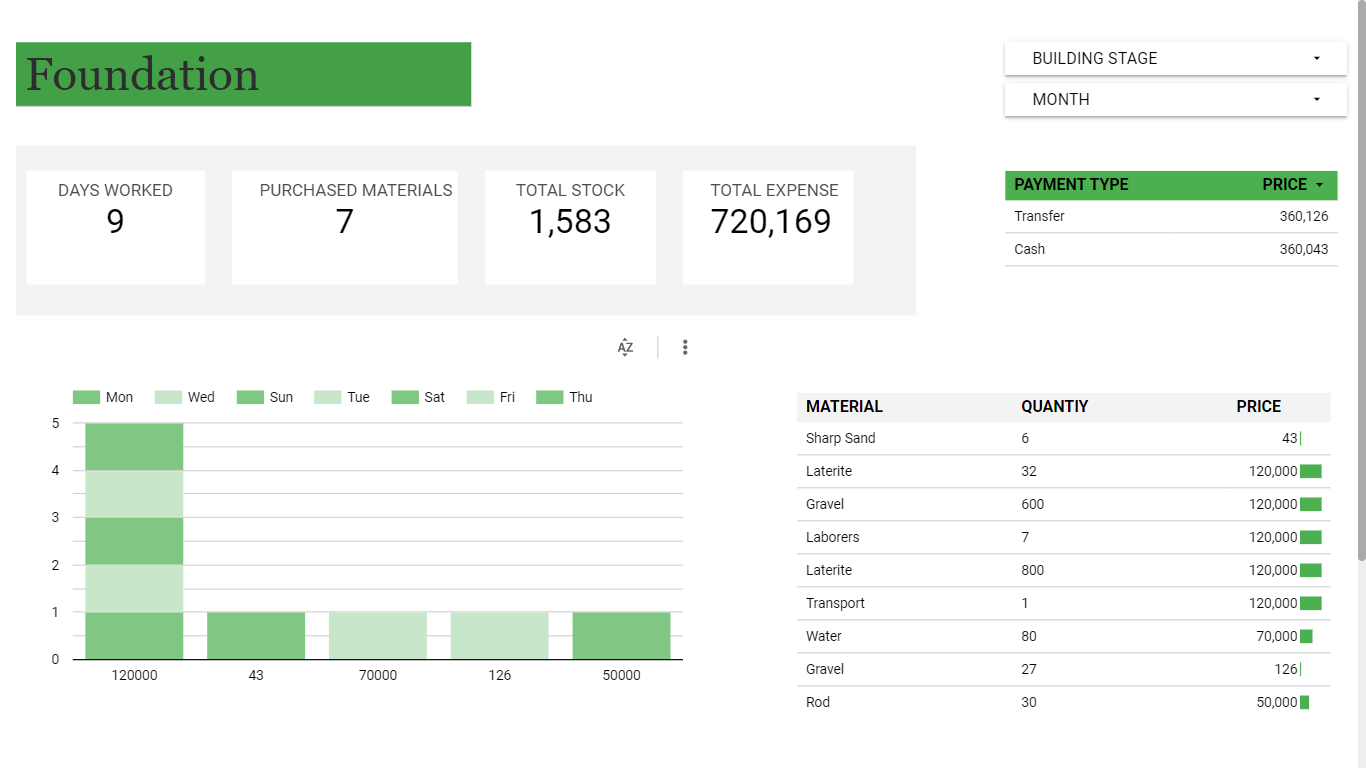 Foundation
BUILDING STAGE
MONTH
DAYS WORKED
9
PURCHASED MATERIALS
7
TOTAL STOCK
1,583
TOTAL EXPENSE
720,169
PAYMENT TYPE PRICE
Transfer 360,126
Cash 360,043
AZ
Mon Wed Sun Tue Sat Fri Thu
5
4
3
2
1
0
120000 43 70000 126 50000
MATERIAL QUANTIY PRICE
Sharp Sand 6 43
Laterite 32 120,000
Gravel 600 120,000
Laborers 7 120,000
Laterite 800 120,000
Transport 1 120,000
Water 80 70,000
Gravel 27 126
Rod 30 50,000